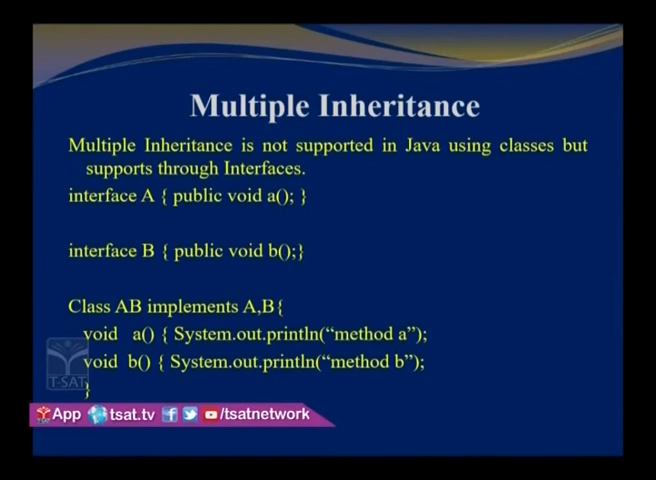 Multiple Inheritance
Multiple Inheritance is not supported in Java using classes but
supports through Interfaces.
interface A { public void a(); }
interface B { public void b();}
Class AB implements A,B{
void a() { System.out.println(“method a”);
void b() { System.out.println(“method b”);
}
T-SAT
App tsat.tv /tsatnetwork